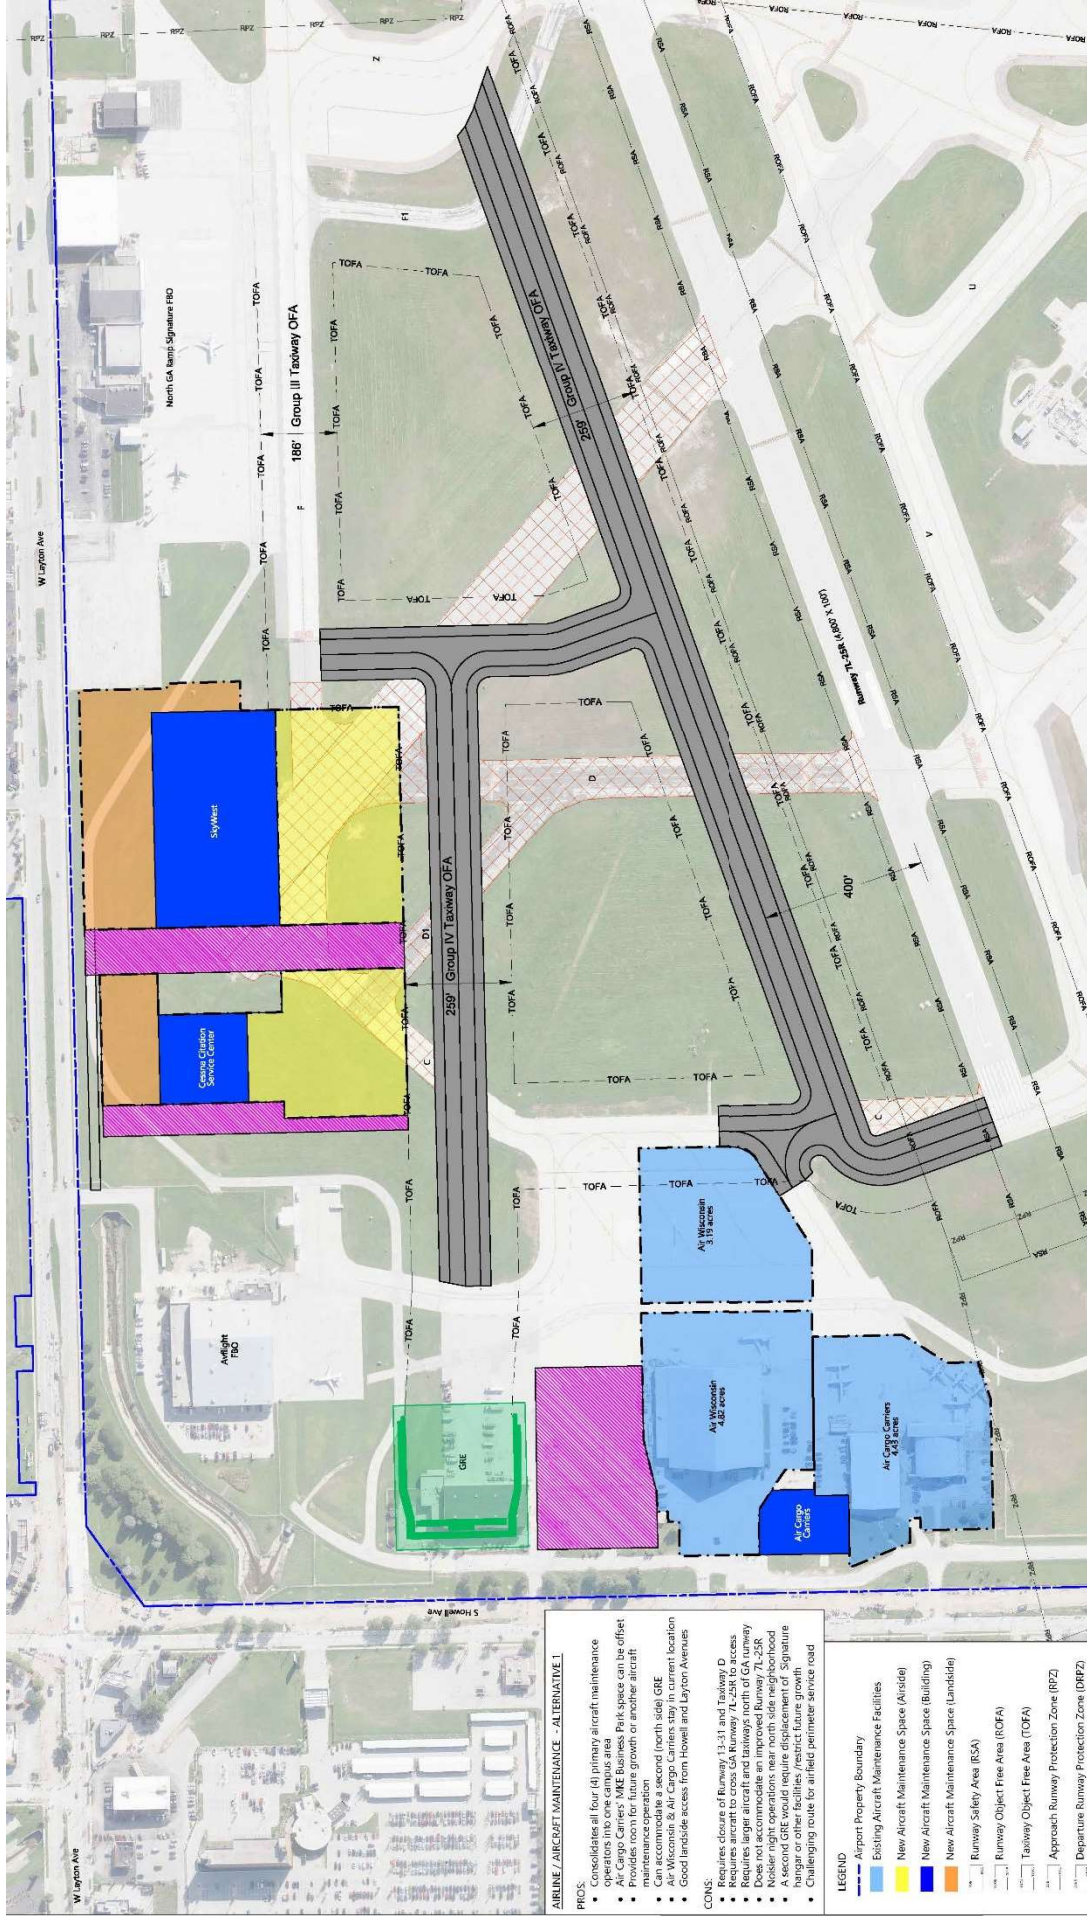 AIRLINE / AIRCRAFT MAINTENANCE - ALTERNATIVE 1
PROS:
• Consolidates all four (4) primary aircraft maintenance
operators into one campus area
• Air Cargo Carriers' MKE Business Park space can be offset
• Provides room for future growth or another aircraft
maintenance operation
• Can accommodate a second (north side) GRE
• Air Wisconsin & Air Cargo Carriers stay in current location
• Good landside access from Howell and Layton Avenues
CONS:
• Requires closure of Runway 13-31 and Taxiway D
• Requires aircraft to cross GA Runway 7L-25R to access
• Requires larger aircraft and taxiways north of GA runway
• Does not accommodate an improved Runway 7L-25R
• Noisier night operations near north side neighborhood
• A second GRE would require displacement of Signature
hangar or other facilities /restrict future growth
• Challenging route for airfield perimeter service road
LEGEND
Airport Property Boundary
Existing Aircraft Maintenance Facilities
New Aircraft Maintenance Space (Airside)
New Aircraft Maintenance Space (Building)
New Aircraft Maintenance Space (Landside)
Runway Safety Area (RSA)
Runway Object Free Area (ROFA)
Taxiway Object Free Area (TOFA)
Approach Runway Protection Zone (RPZ)
Departure Runway Protection Zone (DRPZ)
W Layton Ave
W Layton Ave
S Howell Ave
Avflight
FBO
GRE
Cessna Citation
Service Center
SkyWest
North GA Ramp Signature FBO
Air Wisconsin
3.19 acres
Air Wisconsin
4.82 acres
Air Cargo Carriers
4.43 acres
Air Cargo
Carriers
259' Group IV Taxiway OFA
186' Group III Taxiway OFA
259' Group IV Taxiway OFA
400'
Runway 7L-25R (4,800' X 100')
F
F1
Z
D
D1
C
C
U
V
TOFA
ROFA
RSA
RPZ